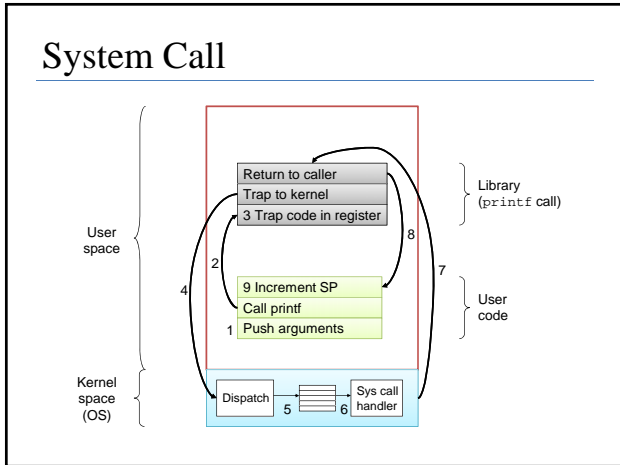 System Call
Return to caller
Trap to kernel
3 Trap code in register
Library
(printf call)
User
space
2
8
4
7
9 Increment SP
Call printf
1
Push arguments
User
code
Kernel
space
(OS)
Dispatch
5
6
Sys call
handler